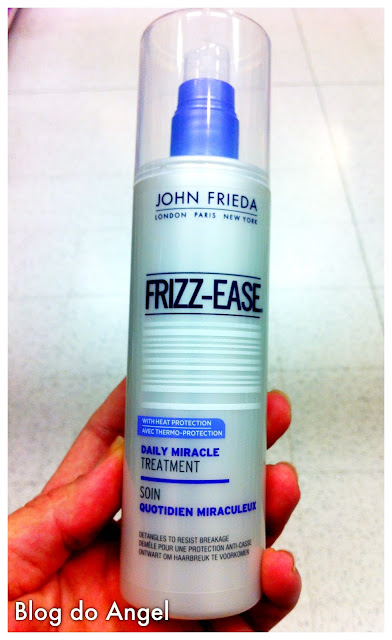 JOHN FRIEDA
LONDON PARIS NEW YORK
FRIZZ-EASE
WITH HEAT PROTECTION
AVEC THERMO-PROTECTION
DAILY MIRACLE
TREATMENT
SOIN
QUOTIDIEN MIRACULEUX
DETANGLES TO RESIST BREAKAGE
DÉMÊLE POUR UNE PROTECTION ANTI-CASSE
ONTWART OM HAARBREUK TE VOORKOMEN
Blog do Angel